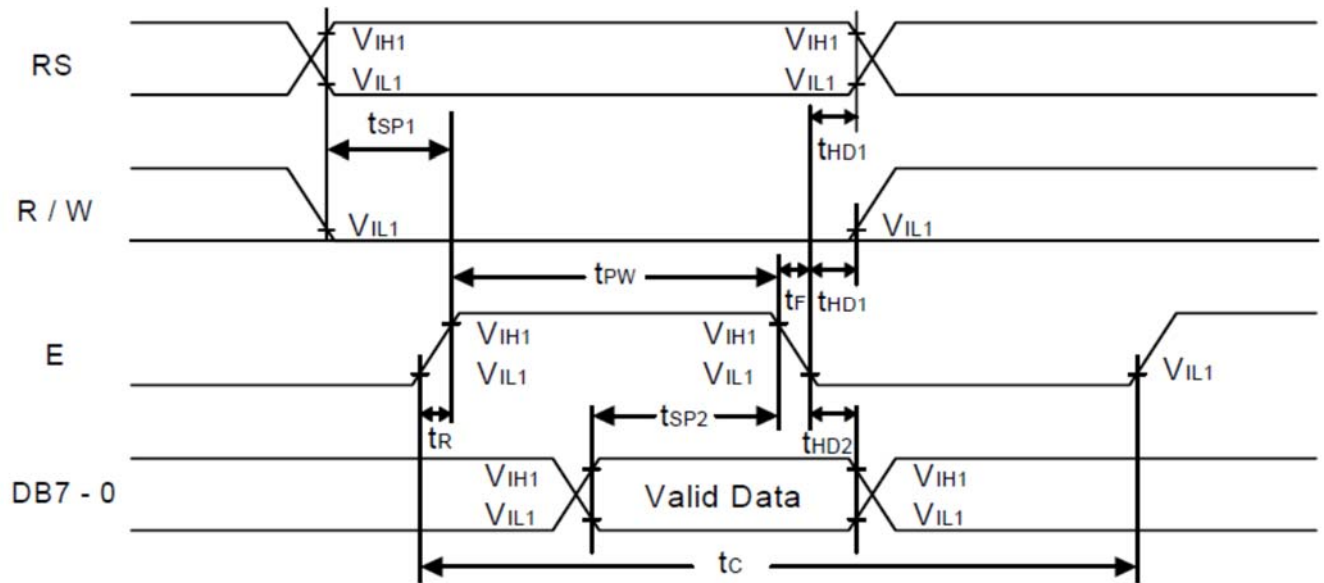 RS VIH1 VIH1
VIL1 VIL1
tSP1 tHD1
R / W VIL1 VIL1
tPW tF tHD1
E VIH1 VIH1
VIL1 VIL1 VIL1
tR tSP2 tHD2
DB7 - 0 VIH1 Valid Data VIH1
VIL1 VIL1
tC